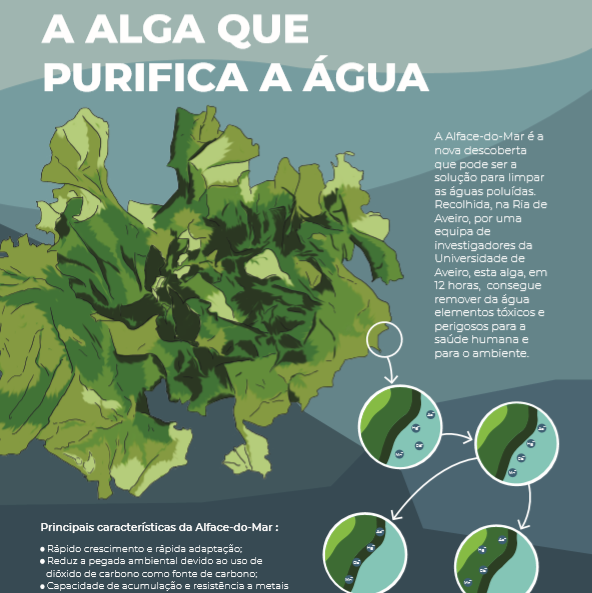 A ALGA QUE
PURIFICA A ÁGUA
A Alface-do-Mar é a
nova descoberta
que pode ser a
solução para limpar
as águas poluídas.
Recolhida, na Ria de
Aveiro, por uma
equipa de
investigadores da
Universidade de
Aveiro, esta alga, em
12 horas, consegue
remover da água
elementos tóxicos e
perigosos para a
saúde humana e
para o ambiente.
Principais características da Alface-do-Mar :
• Rápido crescimento e rápida adaptação;
• Reduz a pegada ambiental devido ao uso de
dióxido de carbono como fonte de carbono;
• Capacidade de acumulação e resistência a metais